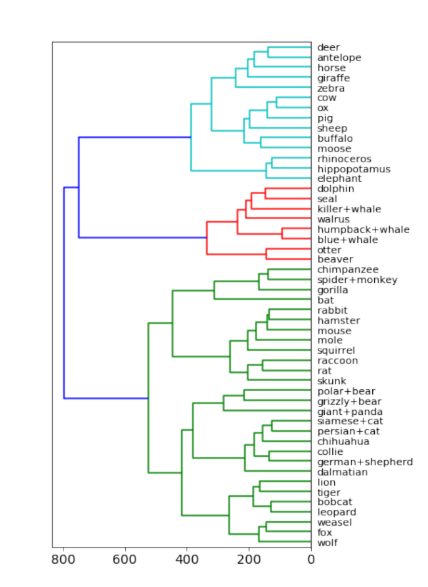 deer
antelope
horse
giraffe
zebra
cow
ox
pig
sheep
buffalo
moose
rhinoceros
hippopotamus
elephant
dolphin
seal
killer+whale
walrus
humpback+whale
blue+whale
otter
beaver
chimpanzee
spider+monkey
gorilla
bat
rabbit
hamster
mouse
mole
squirrel
raccoon
rat
skunk
polar+bear
grizzly+bear
giant+panda
siamese+cat
persian+cat
chihuahua
collie
german+shepherd
dalmatian
lion
tiger
bobcat
leopard
weasel
fox
wolf
800 600 400 200 0